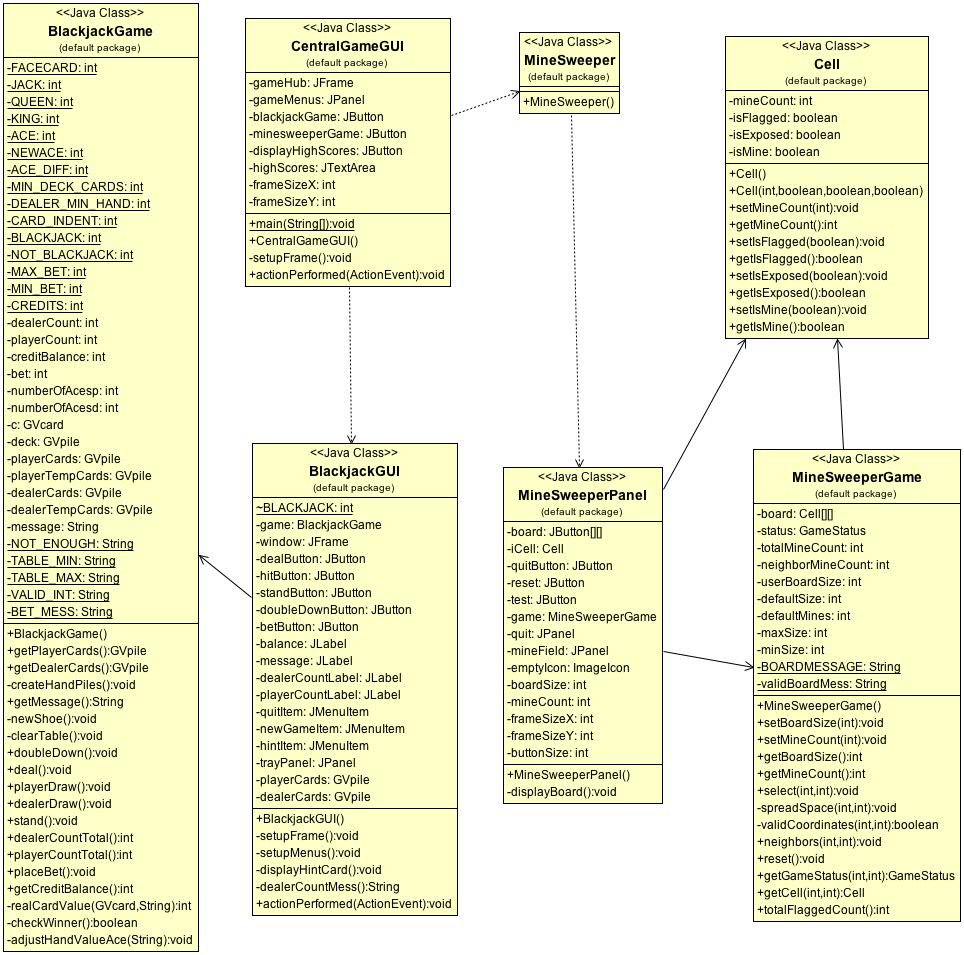 <<Java Class>>
BlackjackGame
(default package)
-FACECARD: int
-JACK: int
-QUEEN: int
-KING: int
-ACE: int
-NEWACE: int
-ACE_DIFF: int
-MIN_DECK_CARDS: int
-DEALER_MIN_HAND: int
-CARD_INDENT: int
-BLACKJACK: int
-NOT_BLACKJACK: int
-MAX_BET: int
-MIN_BET: int
-CREDITS: int
-dealerCount: int
-playerCount: int
-creditBalance: int
-bet: int
-numberOfAcesp: int
-numberOfAcesd: int
-c: GVcard
-deck: GVpile
-playerCards: GVpile
-playerTempCards: GVpile
-dealerCards: GVpile
-dealerTempCards: GVpile
-message: String
-NOT_ENOUGH: String
-TABLE_MIN: String
-TABLE_MAX: String
-VALID_INT: String
-BET_MESS: String
+BlackjackGame()
+getPlayerCards():GVpile
+getDealerCards():GVpile
-createHandPiles():void
+getMessage():String
-newShoe():void
-clearTable():void
+doubleDown():void
+deal():void
+playerDraw():void
+dealerDraw():void
+stand():void
+dealerCountTotal():int
+playerCountTotal():int
+placeBet():void
+getCreditBalance():int
-realCardValue(GVcard,String):int
-checkWinner():boolean
-adjustHandValueAce(String):void
<<Java Class>>
CentralGameGUI
(default package)
-gameHub: JFrame
-gameMenus: JPanel
-blackjackGame: JButton
-minesweeperGame: JButton
-displayHighScores: JButton
-highScores: JTextArea
-frameSizeX: int
-frameSizeY: int
+main(String[]):void
+CentralGameGUI()
-setupFrame():void
+actionPerformed(ActionEvent):void
<<Java Class>>
MineSweeper
(default package)
+MineSweeper()
<<Java Class>>
Cell
(default package)
-mineCount: int
-isFlagged: boolean
-isExposed: boolean
-isMine: boolean
+Cell()
+Cell(int,boolean,boolean,boolean)
+setMineCount(int):void
+getMineCount():int
+setIsFlagged(boolean):void
+getIsFlagged():boolean
+setIsExposed(boolean):void
+getIsExposed():boolean
+setIsMine(boolean):void
+getIsMine():boolean
<<Java Class>>
BlackjackGUI
(default package)
~BLACKJACK: int
-game: BlackjackGame
-window: JFrame
-dealButton: JButton
-hitButton: JButton
-standButton: JButton
-doubleDownButton: JButton
-betButton: JButton
-balance: JLabel
-message: JLabel
-dealerCountLabel: JLabel
-playerCountLabel: JLabel
-quitItem: JMenuItem
-newGameItem: JMenuItem
-hintItem: JMenuItem
-trayPanel: JPanel
-playerCards: GVpile
-dealerCards: GVpile
+BlackjackGUI()
-setupFrame():void
-setupMenus():void
-displayHintCard():void
-dealerCountMess():String
+actionPerformed(ActionEvent):void
<<Java Class>>
MineSweeperPanel
(default package)
-board: JButton[][]
-iCell: Cell
-quitButton: JButton
-reset: JButton
-test: JButton
-game: MineSweeperGame
-quit: JPanel
-mineField: JPanel
-emptyIcon: ImageIcon
-boardSize: int
-mineCount: int
-frameSizeX: int
-frameSizeY: int
-buttonSize: int
+MineSweeperPanel()
-displayBoard():void
<<Java Class>>
MineSweeperGame
(default package)
-board: Cell[][]
-status: GameStatus
-totalMineCount: int
-neighborMineCount: int
-userBoardSize: int
-defaultSize: int
-defaultMines: int
-maxSize: int
-minSize: int
-BOARDMESSAGE: String
-validBoardMess: String
+MineSweeperGame()
+setBoardSize(int):void
+setMineCount(int):void
+getBoardSize():int
+getMineCount():int
+select(int,int):void
-spreadSpace(int,int):void
-validCoordinates(int,int):boolean
+neighbors(int,int):void
+reset():void
+getGameStatus(int,int):GameStatus
+getCell(int,int):Cell
+totalFlaggedCount():int